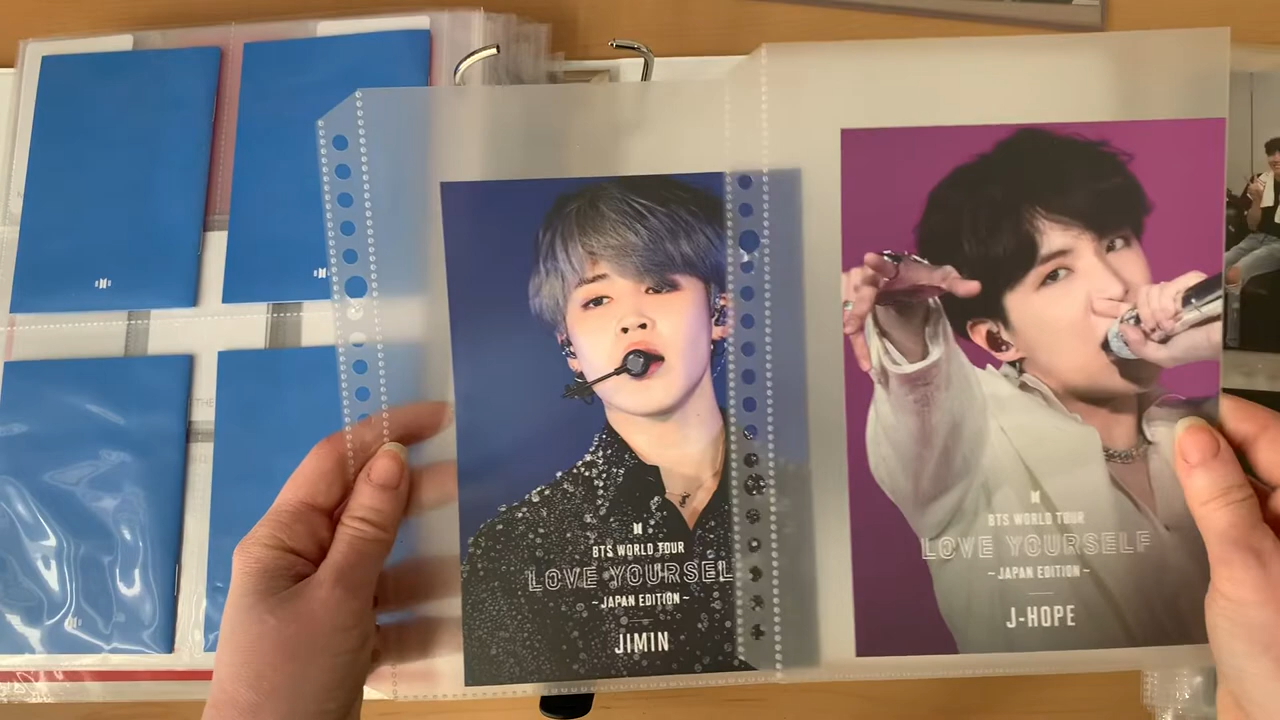 BTS WORLD TOUR
LOVE YOURSEL
~JAPAN EDITION~
JIMIN
BTS WORLD TOUR
LOVE YOURSELF
~JAPAN EDITION~
J-HOPE